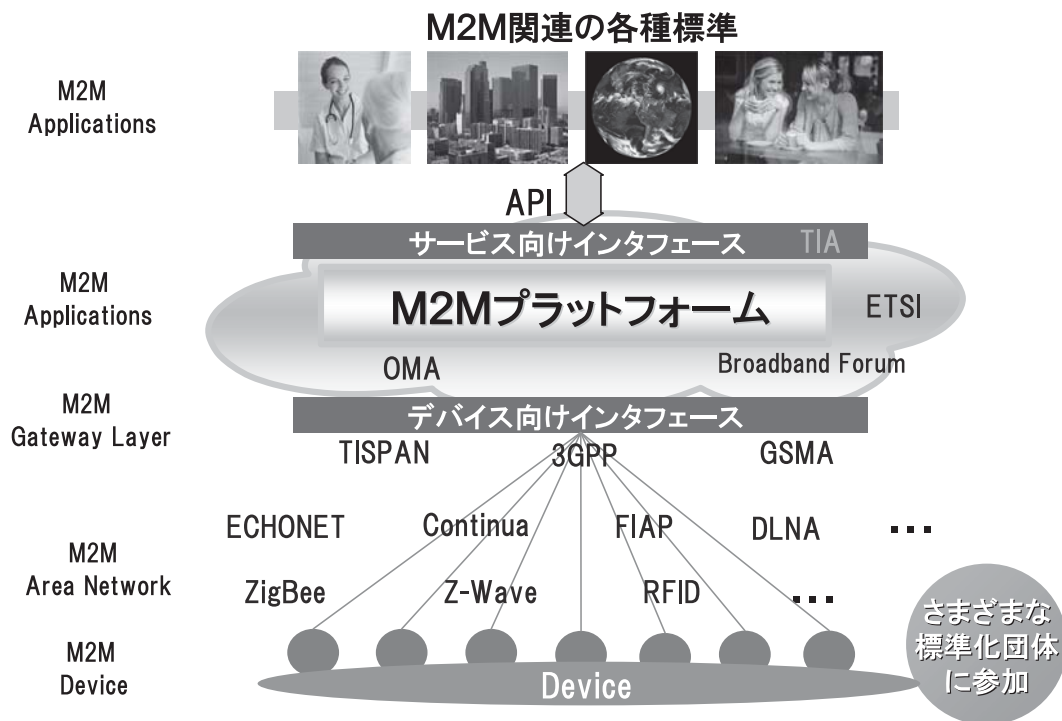 M2M関連の各種標準
M2M
Applications
API
サービス向けインタフェース TIA
M2M
Applications
M2Mプラットフォーム
ETSI
OMA
Broadband Forum
M2M
Gateway Layer
デバイス向けインタフェース
TISPAN 3GPP GSMA
ECHONET Continua FIAP DLNA ...
M2M
Area Network
ZigBee Z-Wave RFID ...
M2M
Device
Device
さまざまな
標準化団体
に参加